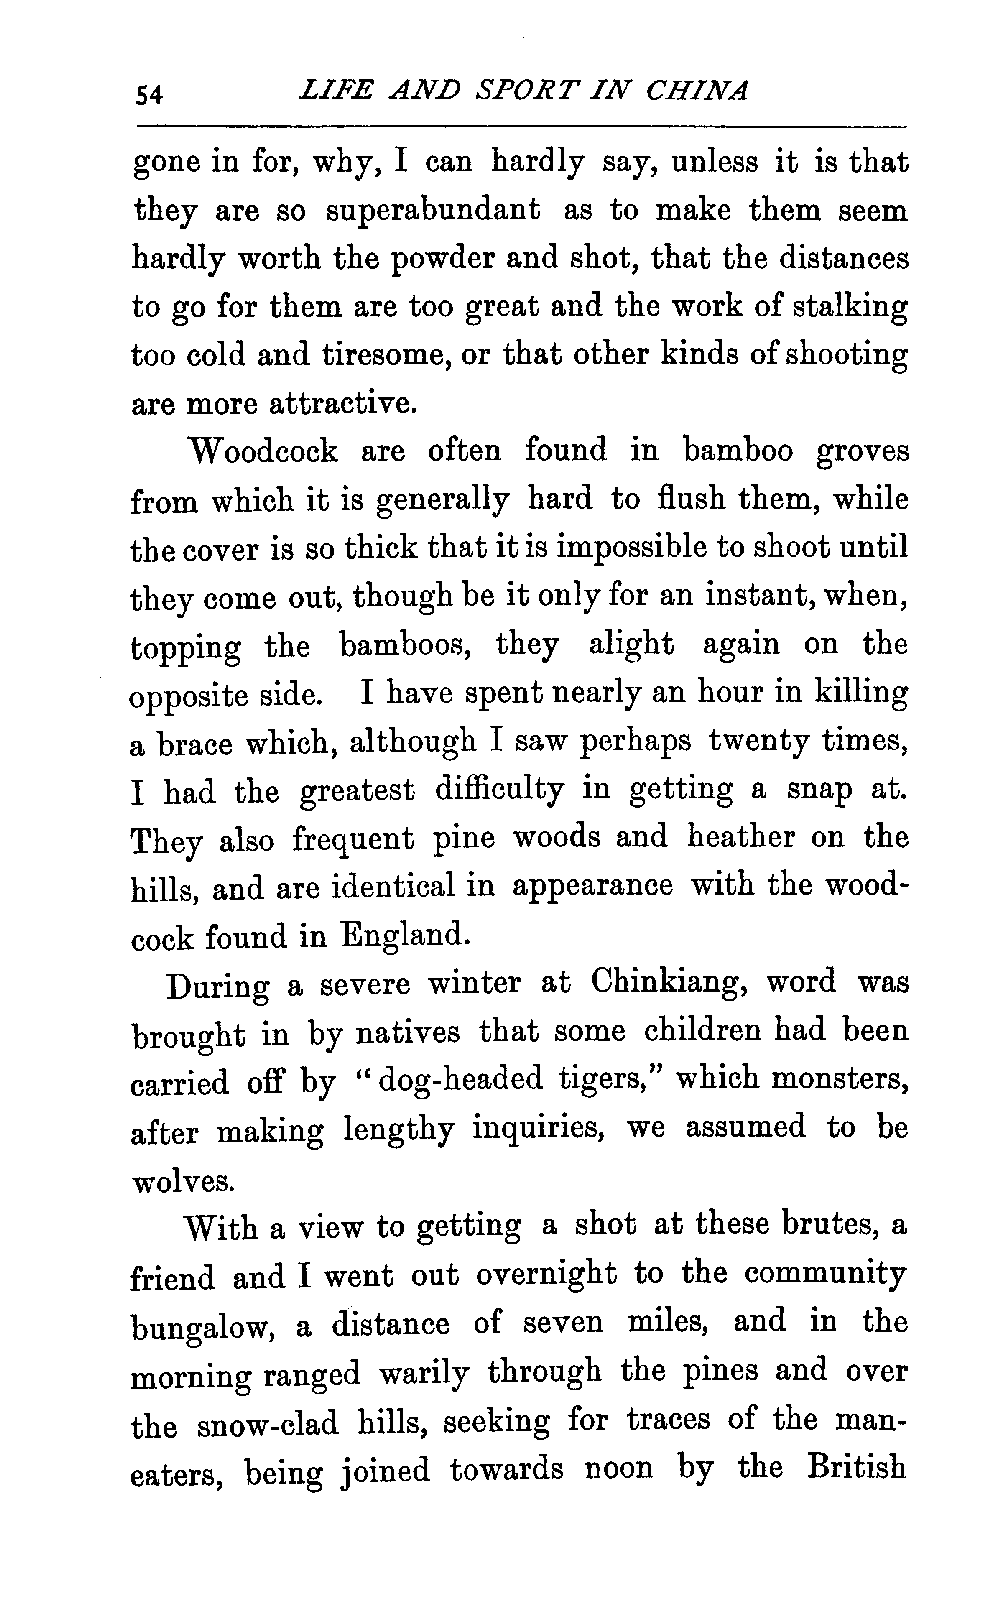 54 LIFE AND SPORT IN CHINA
gone in for, why, I can hardly say, unless it is that
they are so superabundant as to make them seem
hardly worth the powder and shot, that the distances
to go for them are too great and the work of stalking
too cold and tiresome, or that other kinds of shooting
are more attractive.
Woodcock are often found in bamboo groves
from which it is generally hard to flush them, while
the cover is so thick that it is impossible to shoot until
they come out, though be it only for an instant, when,
topping the bamboos, they alight again on the
opposite side. I have spent nearly an hour in killing
a brace which, although I saw perhaps twenty times,
I had the greatest difficulty in getting a snap at.
They also frequent pine woods and heather on the
hills, and are identical in appearance with the wood-
cock found in England.
During a severe winter at Chinkiang, word was
brought in by natives that some children had been
carried off by “dog-headed tigers,” which monsters,
after making lengthy inquiries, we assumed to be
wolves.
With a view to getting a shot at these brutes, a
friend and I went out overnight to the community
bungalow, a distance of seven miles, and in the
morning ranged warily through the pines and over
the snow-clad hills, seeking for traces of the man-
eaters, being joined towards noon by the British